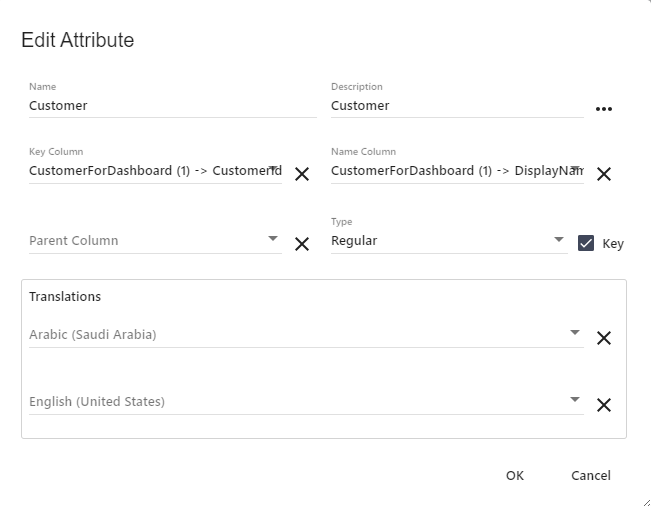 Edit Attribute
Name
Description
Customer
Customer
Key Column
Name Column
CustomerForDashboard (1) -> CustomerId
CustomerForDashboard (1) -> DisplayNam
Type
Parent Column
Regular
Key
Translations
Arabic (Saudi Arabia)
English (United States)
OK
Cancel